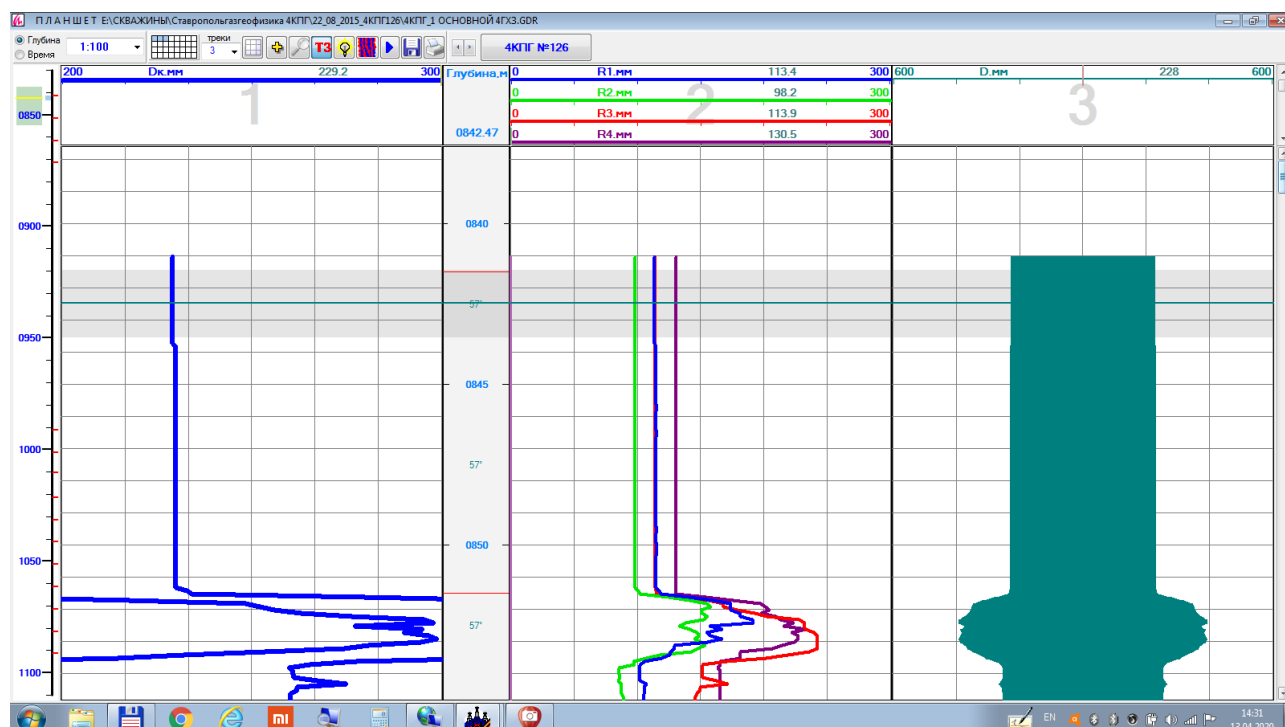 П Л А Н Ш Е Т E:\СКВАЖИНЫ\Ставропольгазгеофизика 4КПГ\22_08_2015_4КПГ126\4КПГ_1 ОСНОВНОЙ 4ГХ3.GDR
Глубина
Время
1:100
треки
3
ТЗ
4КПГ №126
200 Dк.мм 229.2 300
Глубина,м
0842.47
0 R1.мм 113.4 300
0 R2.мм 98.2 300
0 R3.мм 113.9 300
0 R4.мм 130.5 300
600 D.мм 228 600
1
2
3
0850
0900
0950
1000
1050
1100
0840
57°
0845
57°
0850
57°
EN
14:31